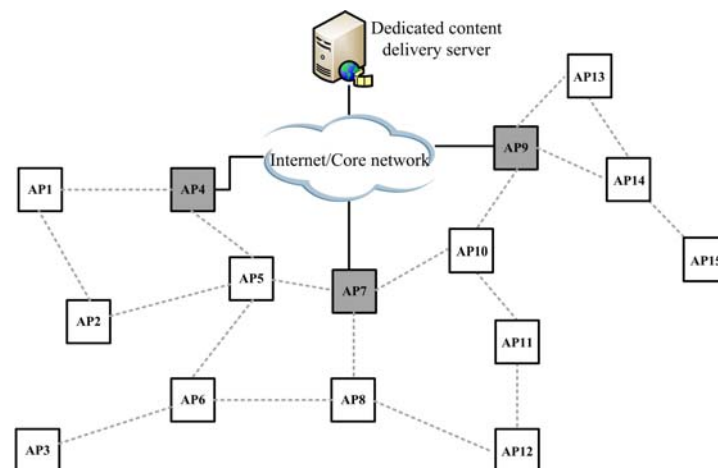 Dedicated content
delivery server
AP13
Internet/Core network
AP9
AP1
AP4
AP14
AP10
AP15
AP5
AP7
AP2
AP11
AP6
AP8
AP3
AP12